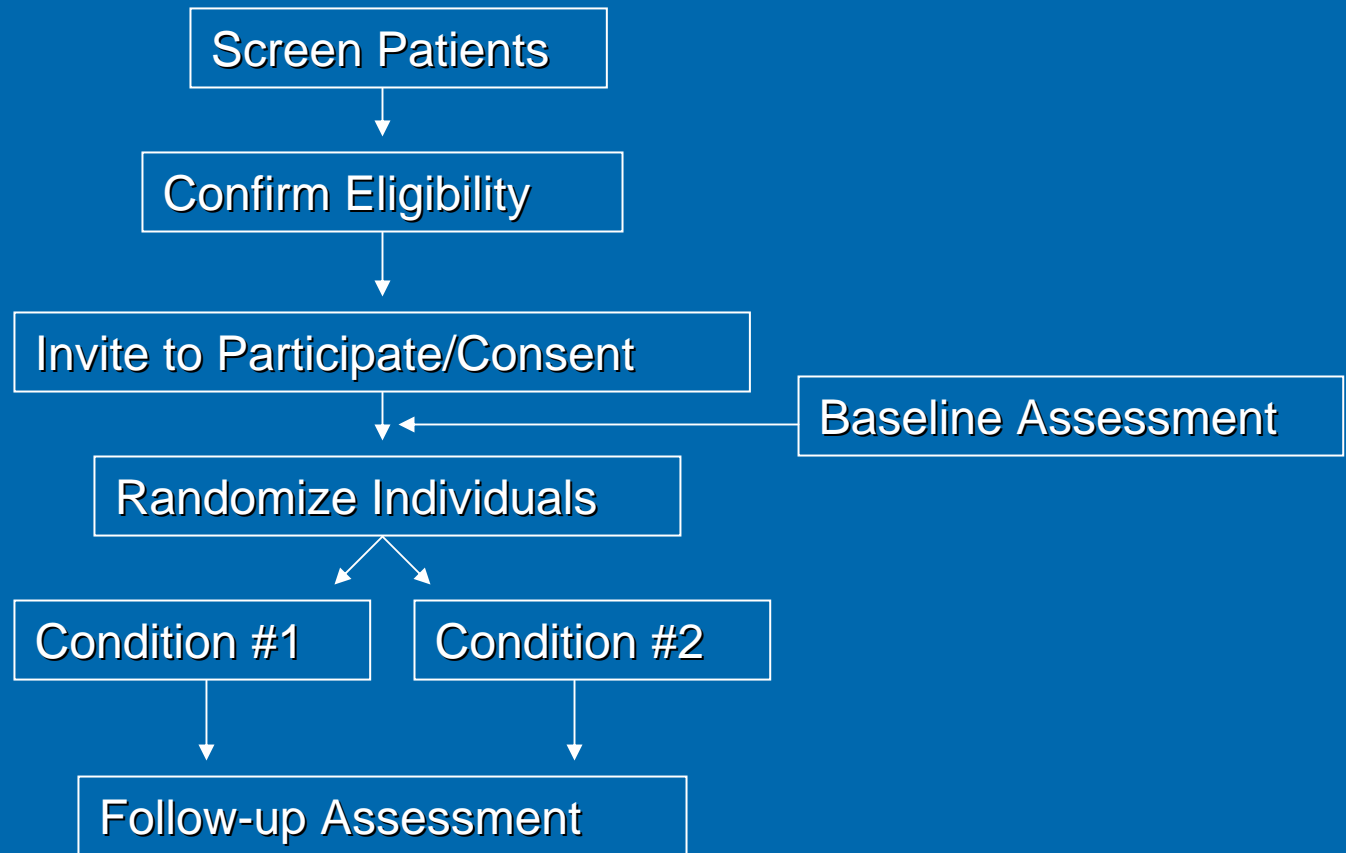 Screen Patients
Confirm Eligibility
Invite to Participate/Consent
Baseline Assessment
Randomize Individuals
Condition #1
Condition #2
Follow-up Assessment